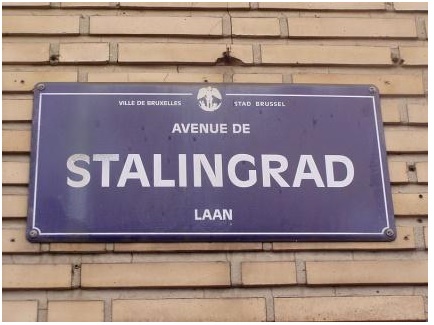 VILLE DE BRUXELLES STAD BRUSSEL
AVENUE DE
STALINGRAD
LAAN